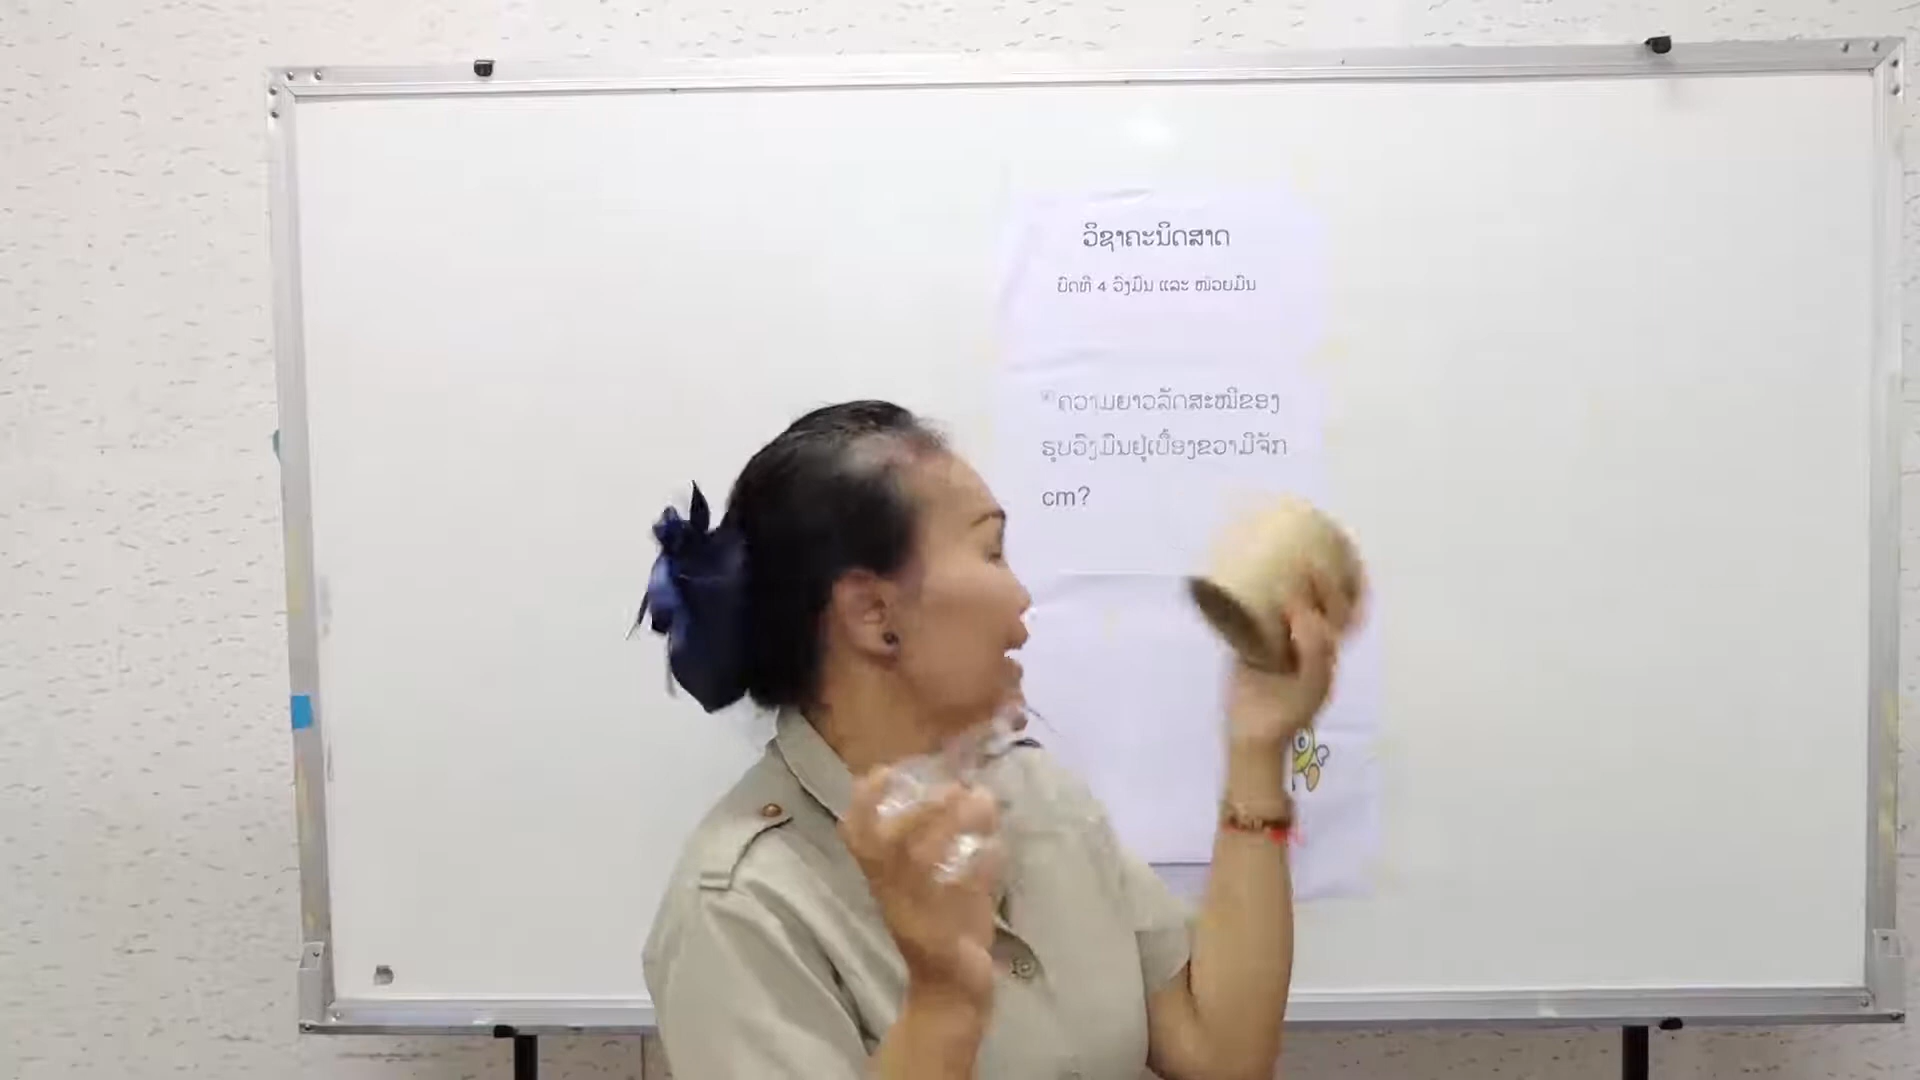 ວິຊາຄະນິດສາດ
ບົດທີ 4 ວົງມົນ ແລະ ໜ່ວຍມົນ
ຄວາມຍາວລັດສະໝີຂອງ
ຮູບວົງມົນຢູ່ເບື້ອງຂວາມີຈັກ
cm?